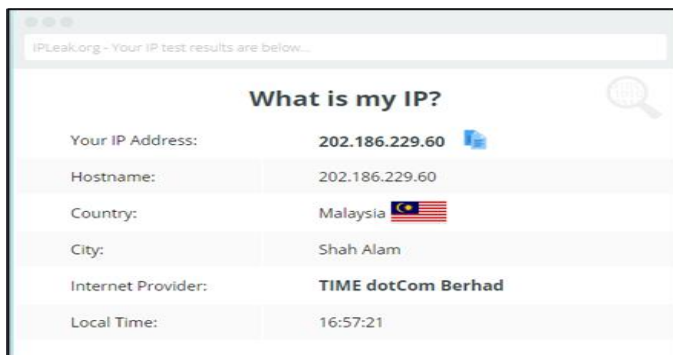 IPLeak.org - Your IP test results are below...
What is my IP?
Your IP Address: 202.186.229.60
Hostname: 202.186.229.60
Country: Malaysia
City: Shah Alam
Internet Provider: TIME dotCom Berhad
Local Time: 16:57:21